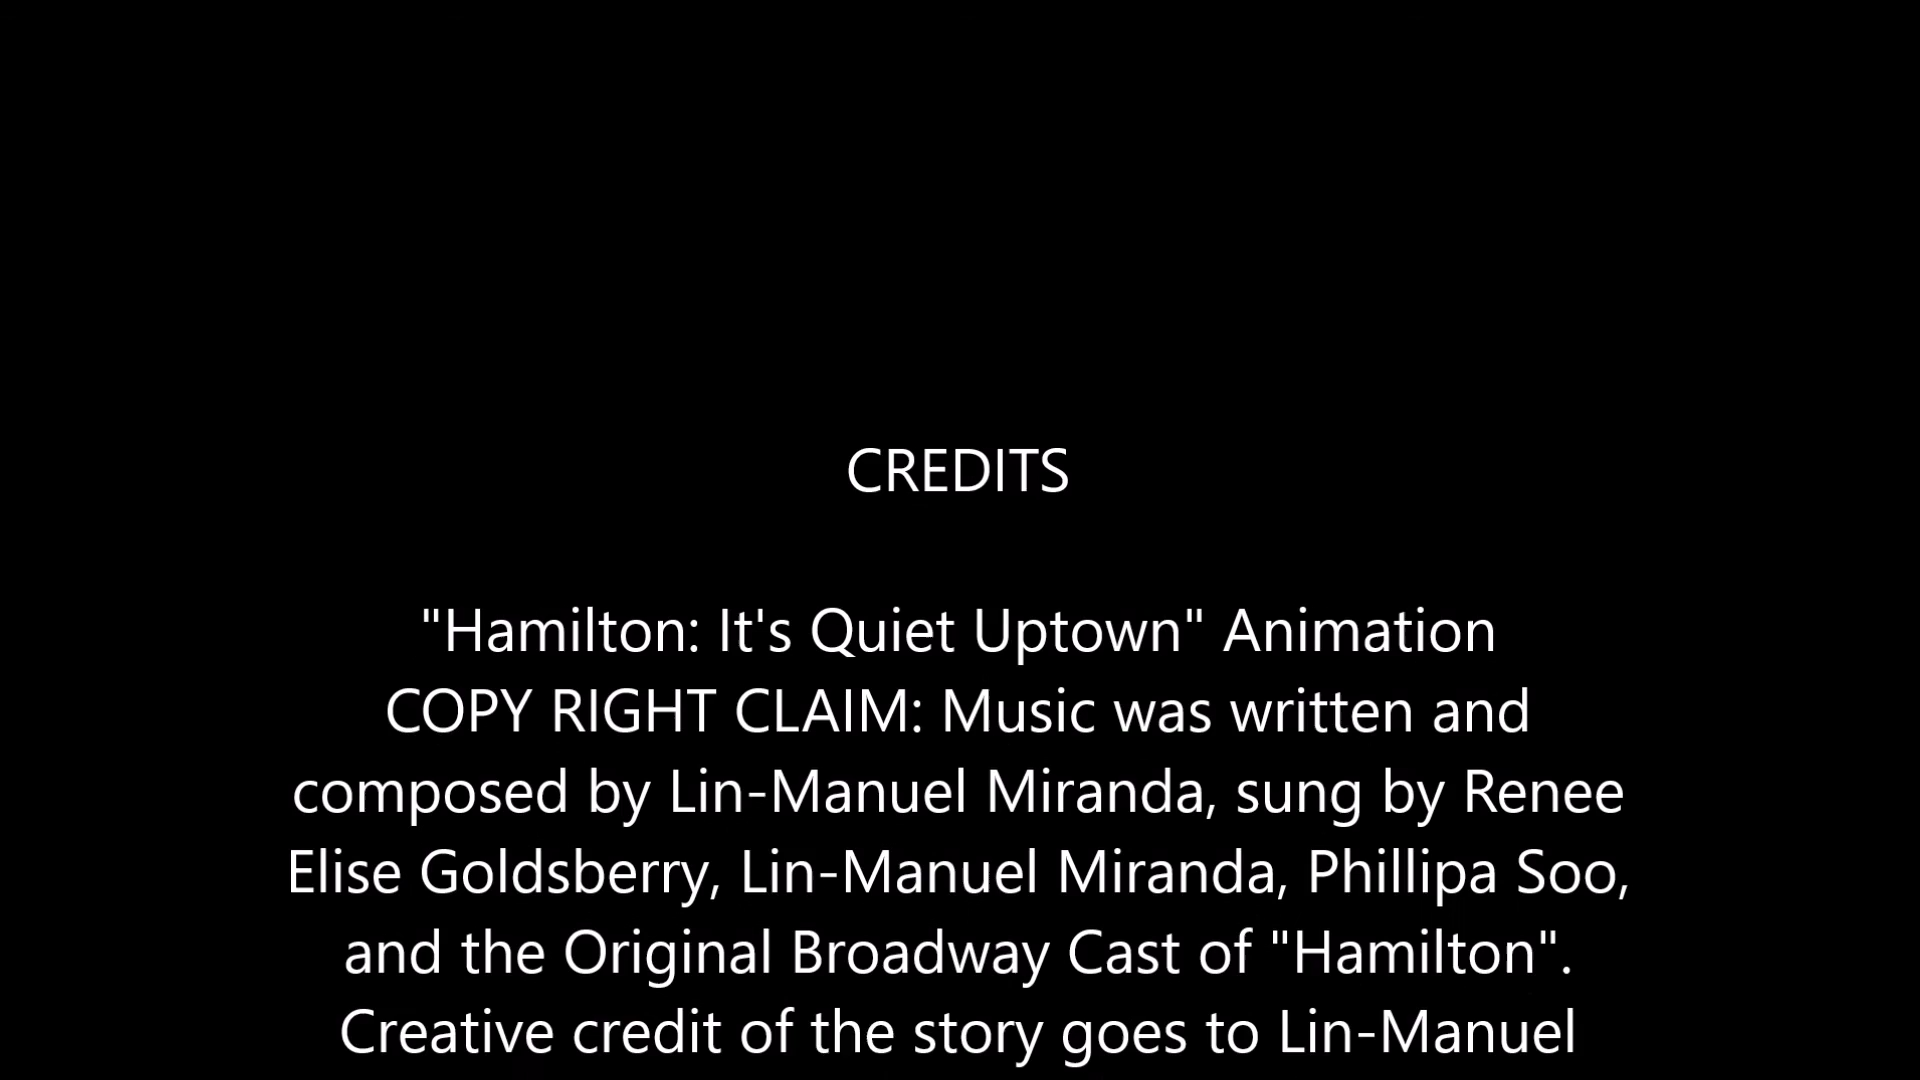 CREDITS
"Hamilton: It's Quiet Uptown" Animation
COPY RIGHT CLAIM: Music was written and
composed by Lin-Manuel Miranda, sung by Renee
Elise Goldsberry, Lin-Manuel Miranda, Phillipa Soo,
and the Original Broadway Cast of "Hamilton".
Creative credit of the story goes to Lin-Manuel